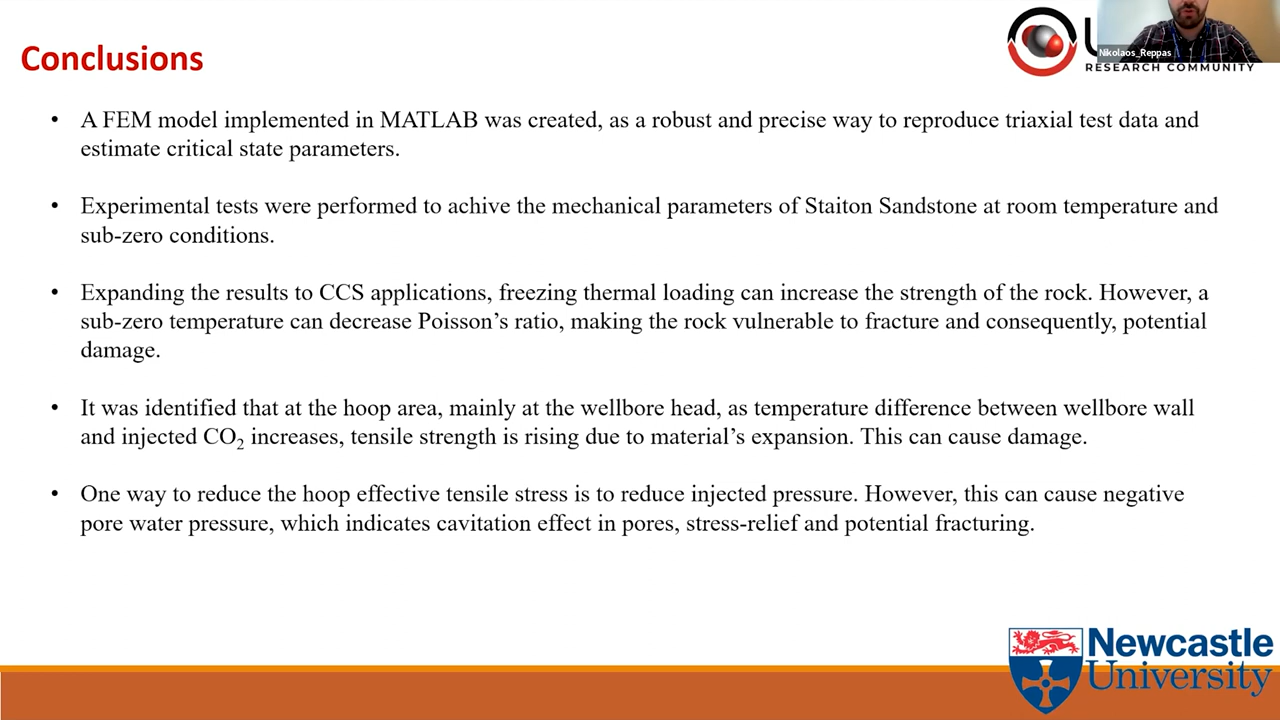 Conclusions
Nikolaos_Reppas
RESEARCH COMMUNITY
• A FEM model implemented in MATLAB was created, as a robust and precise way to reproduce triaxial test data and
estimate critical state parameters.
• Experimental tests were performed to achive the mechanical parameters of Staiton Sandstone at room temperature and
sub-zero conditions.
• Expanding the results to CCS applications, freezing thermal loading can increase the strength of the rock. However, a
sub-zero temperature can decrease Poisson’s ratio, making the rock vulnerable to fracture and consequently, potential
damage.
• It was identified that at the hoop area, mainly at the wellbore head, as temperature difference between wellbore wall
and injected CO₂ increases, tensile strength is rising due to material’s expansion. This can cause damage.
• One way to reduce the hoop effective tensile stress is to reduce injected pressure. However, this can cause negative
pore water pressure, which indicates cavitation effect in pores, stress-relief and potential fracturing.
Newcastle
University